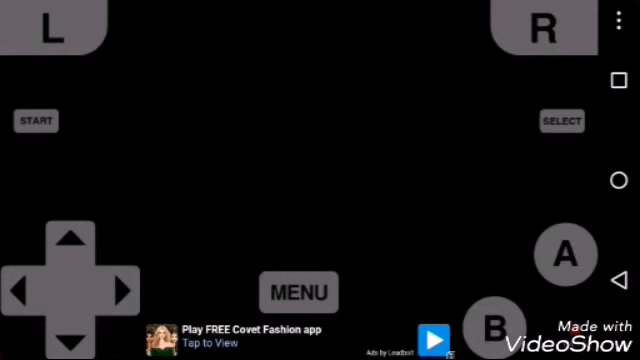 L
R
START
SELECT
A
MENU
B
Play FREE Covet Fashion app
Tap to View
Ads by Leadbolt
Made with
VideoShow